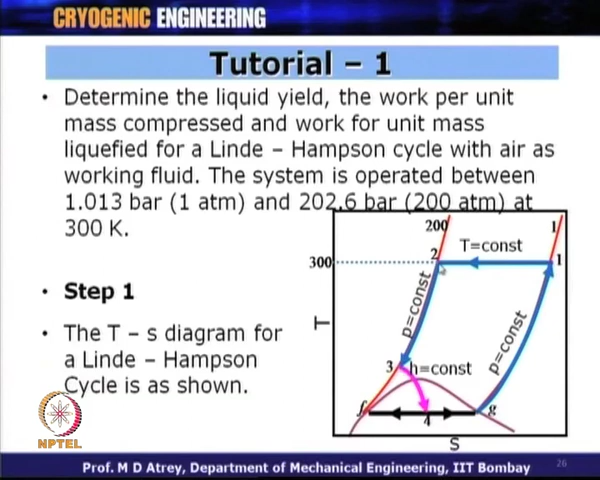 CRYOGENIC ENGINEERING
Tutorial – 1
• Determine the liquid yield, the work per unit
mass compressed and work for unit mass
liquefied for a Linde – Hampson cycle with air as
working fluid. The system is operated between
1.013 bar (1 atm) and 202.6 bar (200 atm) at
300 K.
• Step 1
• The T – s diagram for
a Linde – Hampson
Cycle is as shown.
200
1
2
T=const
300
1
p=const
p=const
T
3
h=const
f
4
g
S
NPTEL
Prof. M D Atrey, Department of Mechanical Engineering, IIT Bombay
26